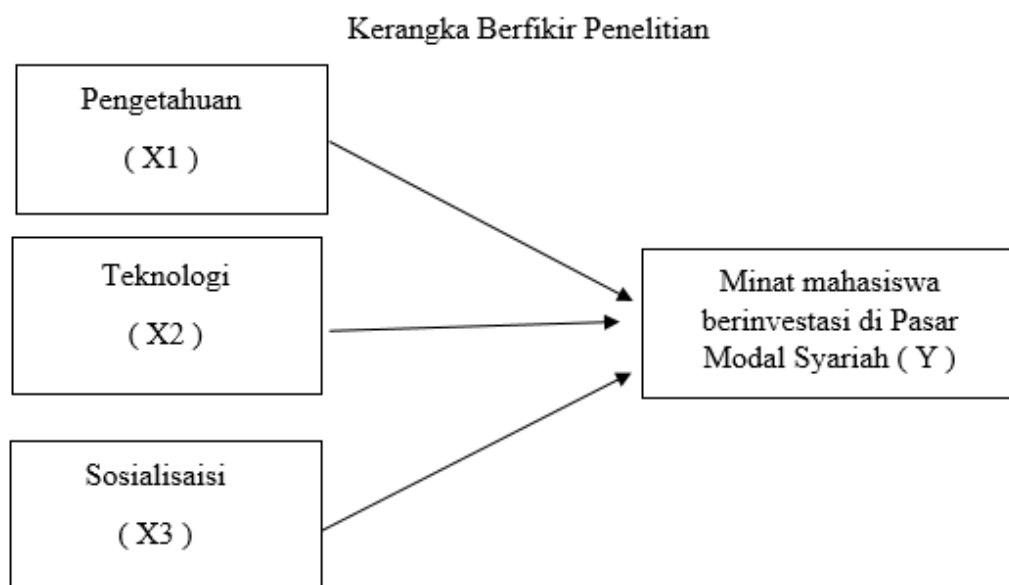 Kerangka Berfikir Penelitian
Pengetahuan
( X1 )
Teknologi
( X2 )
Sosialisaisi
( X3 )
Minat mahasiswa
berinvestasi di Pasar
Modal Syariah ( Y )